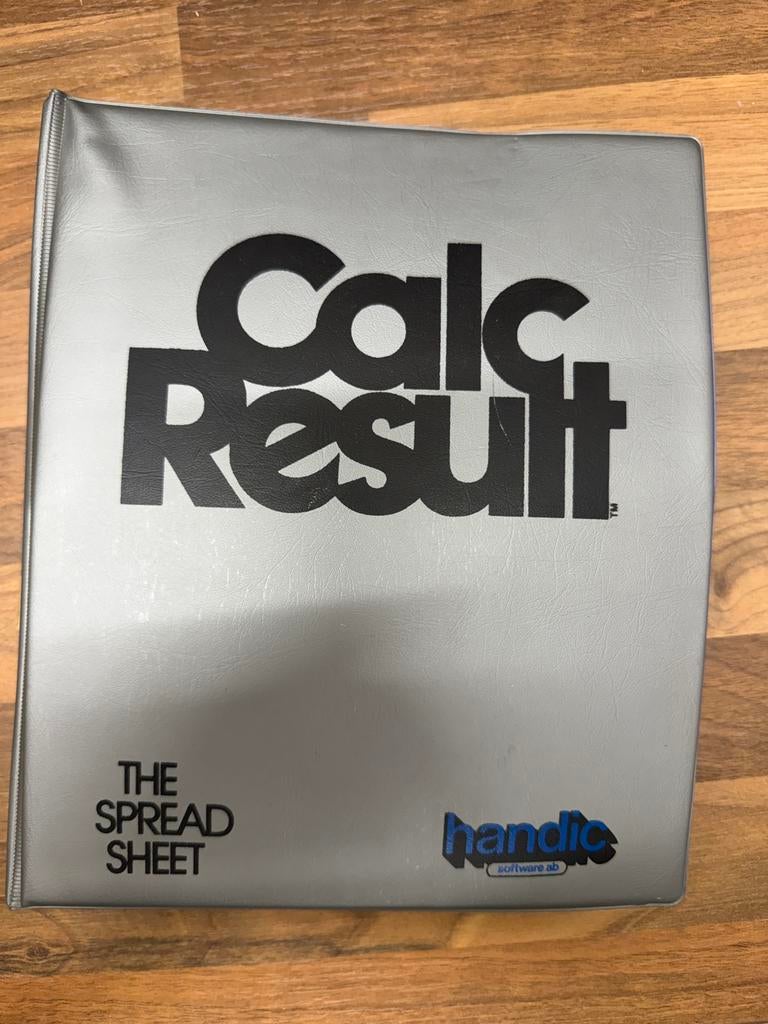 Calc
Result
TM
THE
SPREAD
SHEET
handic
software ab